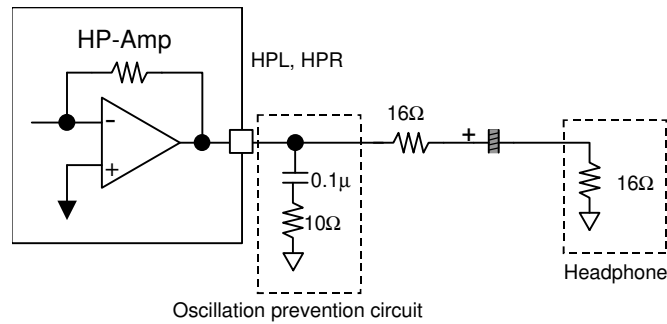 HP-Amp
HPL, HPR
-
+
16Ω
+
0.1μ
10Ω
16Ω
Headphone
Oscillation prevention circuit